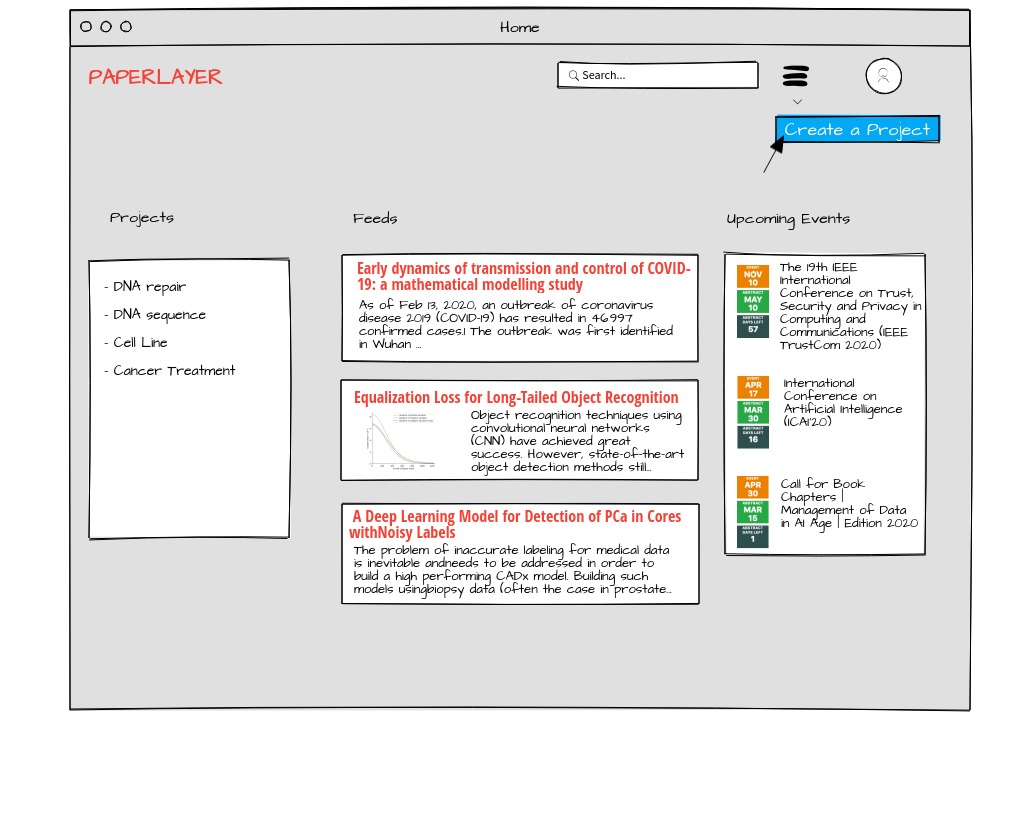 Home
PAPERLAYER
Search...
Create a Project
Projects
- DNA repair
- DNA sequence
- Cell Line
- Cancer Treatment
Feeds
Early dynamics of transmission and control of COVID-
19: a mathematical modelling study
As of Feb 13, 2020, an outbreak of coronavirus
disease 2019 (COVID-19) has resulted in 46 997
confirmed cases.1 The outbreak was first identified
in Wuhan ...
Equalization Loss for Long-Tailed Object Recognition
Object recognition techniques using
convolutional neural networks
(CNN) have achieved great
success. However, state-of-the-art
object detection methods still...
A Deep Learning Model for Detection of PCa in Cores
withNoisy Labels
The problem of inaccurate labeling for medical data
is inevitable andneeds to be addressed in order to
build a high performing CADx model. Building such
models usingbiopsy data (often the case in prostate...
Upcoming Events
EVENT
NOV
10
ABSTRACT
MAY
10
ABSTRACT
DAYS LEFT
57
The 19th IEEE
International
Conference on Trust,
Security and Privacy in
Computing and
Communications (IEEE
TrustCom 2020)
EVENT
APR
17
ABSTRACT
MAR
30
ABSTRACT
DAYS LEFT
16
International
Conference on
Artificial Intelligence
(ICAI'20)
EVENT
APR
30
ABSTRACT
MAR
15
ABSTRACT
DAYS LEFT
1
Call for Book
Chapters |
Management of Data
in AI Age | Edition 2020